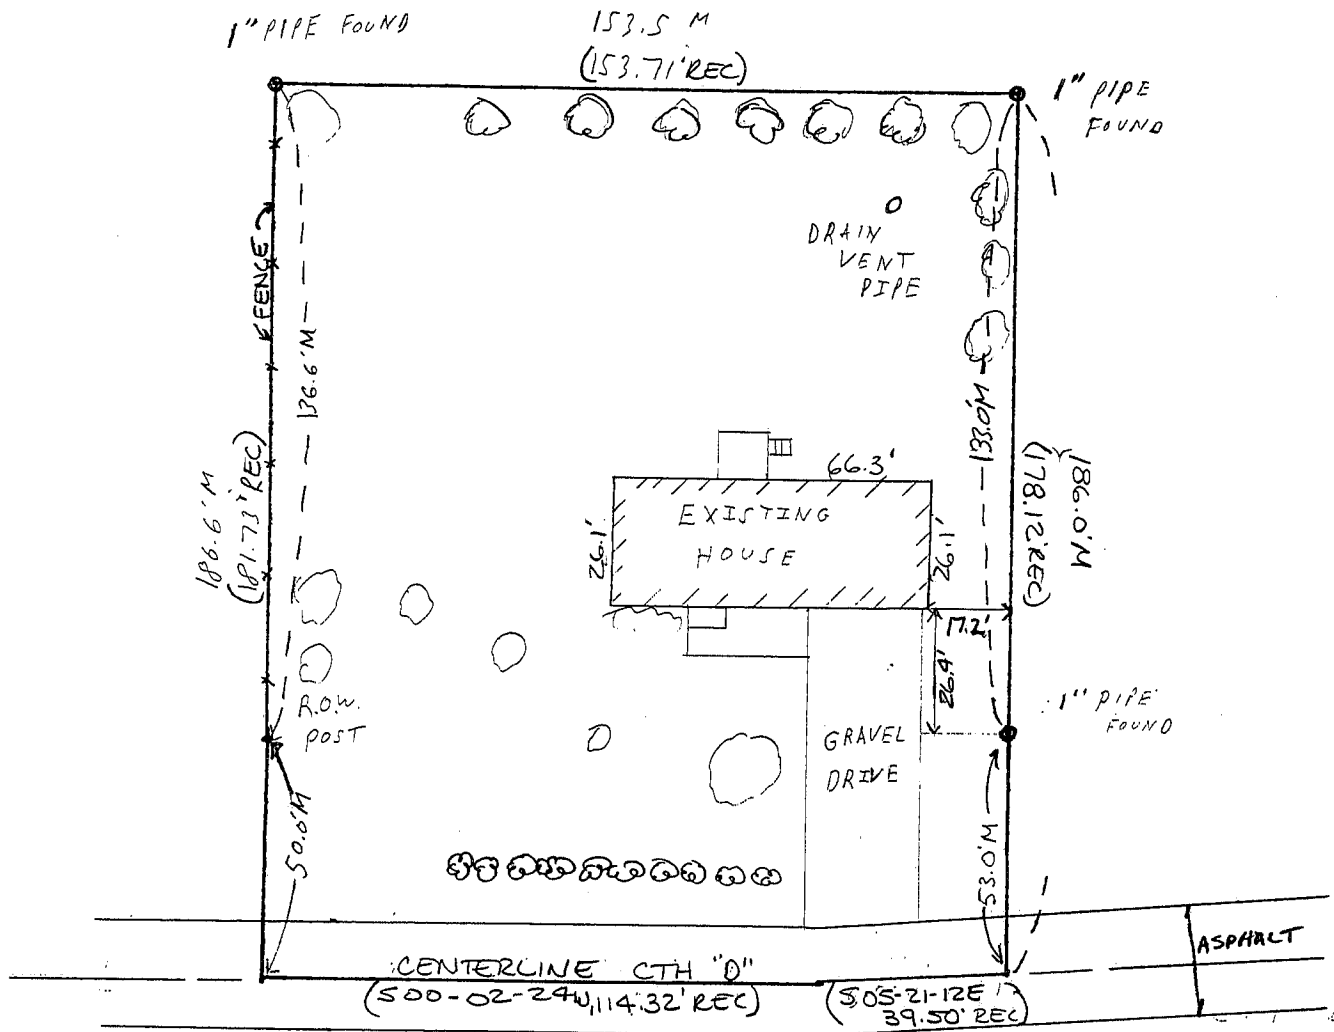 1" PIPE FOUND
153.5 M
(153.71' REC)
1" PIPE
FOUND
DRAIN
VENT
PIPE
FENCE
136.6' M
133.0' M
186.6' M
(181.73' REC)
186.0' M
(178.12' REC)
66.3'
EXISTING
HOUSE
26.1'
26.1'
17.2'
26.4'
R.O.W.
POST
1" PIPE
FOUND
GRAVEL
DRIVE
50.0' M
53.0' M
ASPHALT
CENTERLINE CTH "D"
(S00-02-24W, 114.32' REC)
(S05-21-12E
39.50' REC)